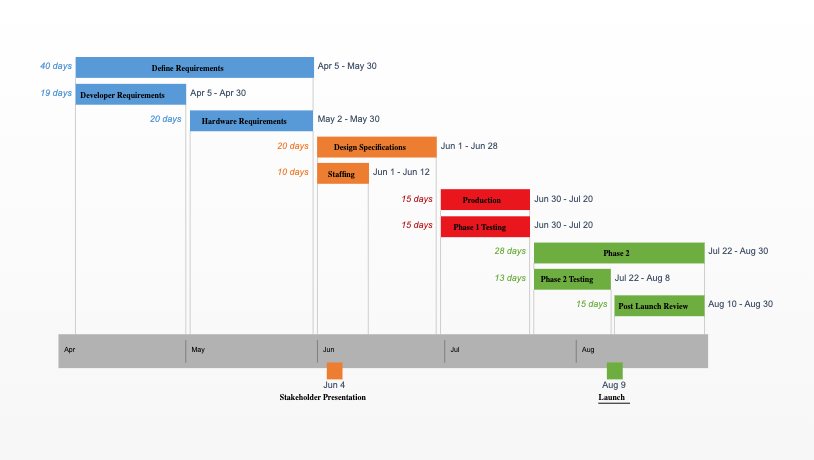 40 days Define Requirements Apr 5 - May 30
19 days Developer Requirements Apr 5 - Apr 30
20 days Hardware Requirements May 2 - May 30
20 days Design Specifications Jun 1 - Jun 28
10 days Staffing Jun 1 - Jun 12
15 days Production Jun 30 - Jul 20
15 days Phase 1 Testing Jun 30 - Jul 20
28 days Phase 2 Jul 22 - Aug 30
13 days Phase 2 Testing Jul 22 - Aug 8
15 days Post Launch Review Aug 10 - Aug 30
Apr May Jun Jul Aug
Jun 4 Aug 9
Stakeholder Presentation Launch